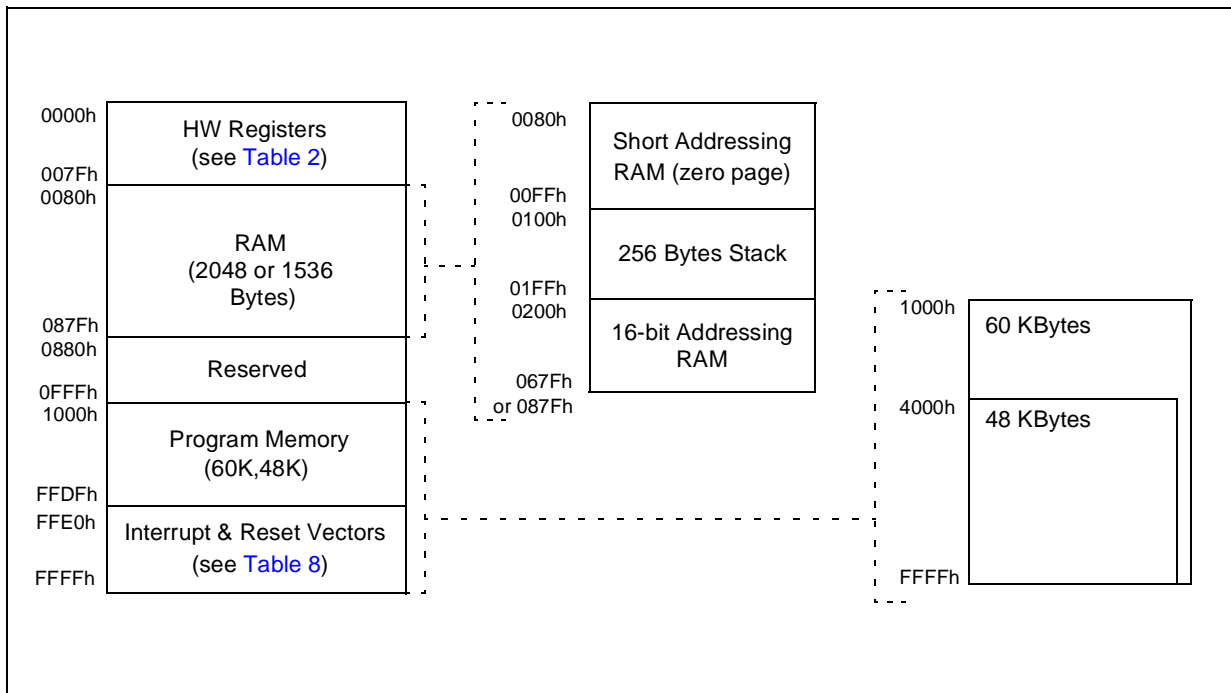 0000h
HW Registers
(see Table 2)
007Fh
0080h
RAM
(2048 or 1536
Bytes)
087Fh
0880h
Reserved
0FFFh
1000h
Program Memory
(60K,48K)
FFDFh
FFE0h
Interrupt & Reset Vectors
(see Table 8)
FFFFh
0080h
Short Addressing
RAM (zero page)
00FFh
0100h
256 Bytes Stack
01FFh
0200h
16-bit Addressing
RAM
067Fh
or 087Fh
1000h
60 KBytes
4000h
48 KBytes
FFFFh